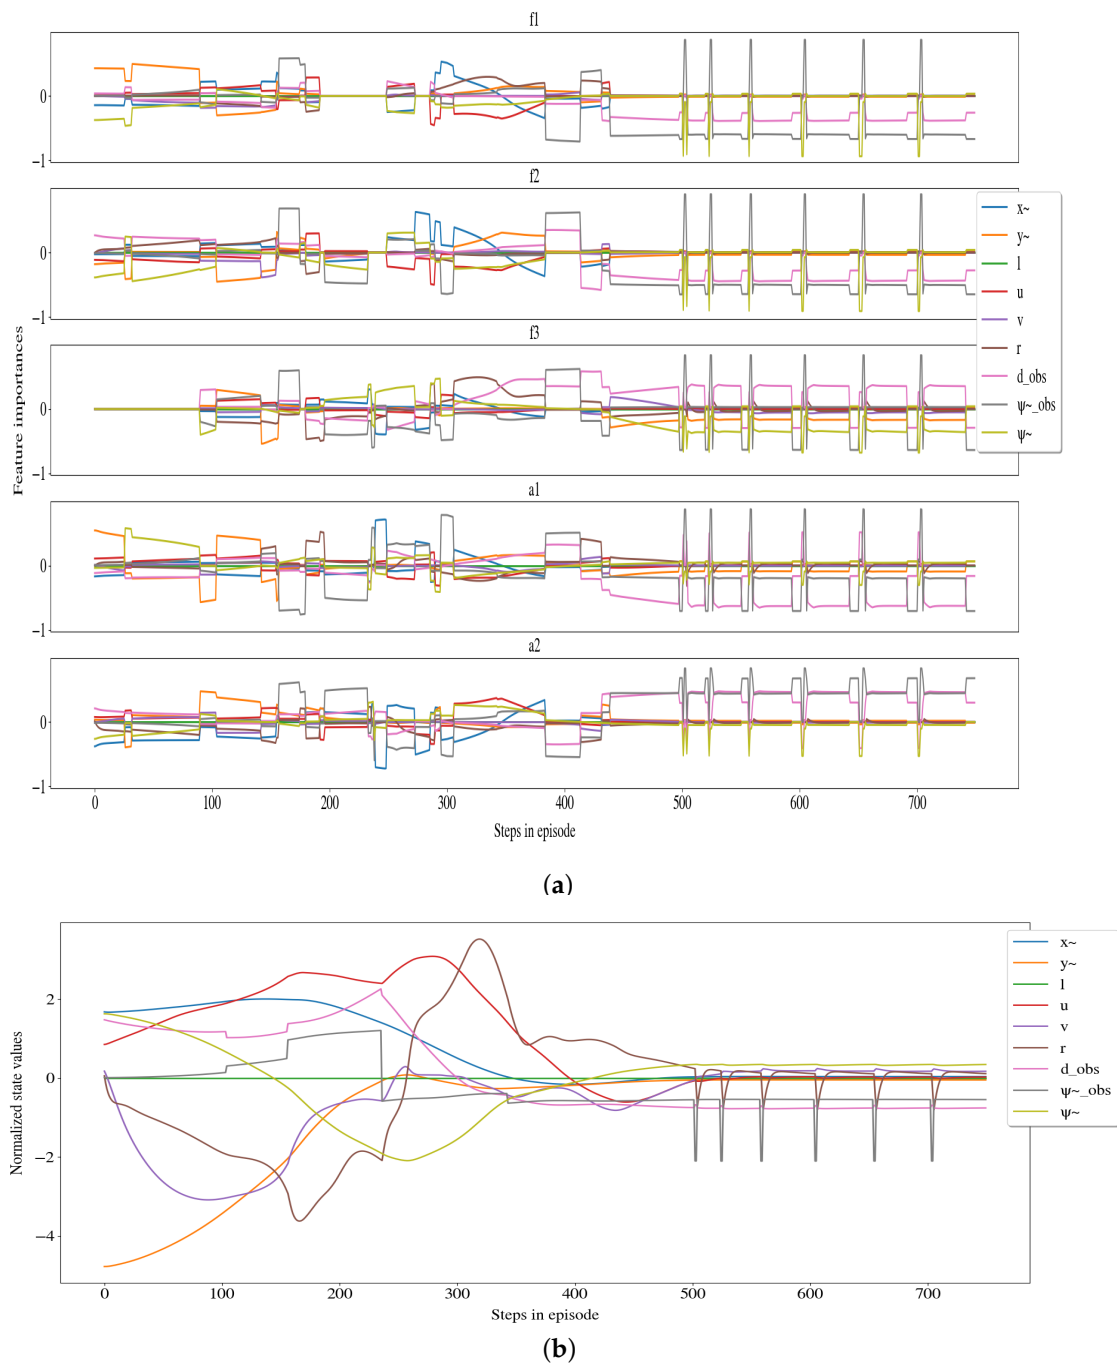 f1
0
−1
f2
0
−1
f3
0
−1
a1
0
−1
a2
0
−1
0 100 200 300 400 500 600 700
Steps in episode
Feature importances
x~
y~
l
u
v
r
d_obs
ψ~_obs
ψ~
(a)
2
0
−2
−4
0 100 200 300 400 500 600 700
Steps in episode
Normalized state values
x~
y~
l
u
v
r
d_obs
ψ~_obs
ψ~
(b)